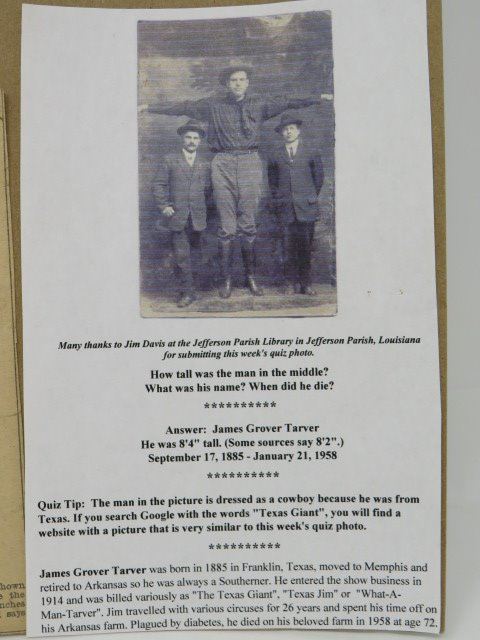 Many thanks to Jim Davis at the Jefferson Parish Library in Jefferson Parish, Louisiana
for submitting this week's quiz photo.
How tall was the man in the middle?
What was his name? When did he die?
**********
Answer: James Grover Tarver
He was 8'4" tall. (Some sources say 8'2".)
September 17, 1885 - January 21, 1958
**********
Quiz Tip: The man in the picture is dressed as a cowboy because he was from
Texas. If you search Google with the words "Texas Giant", you will find a
website with a picture that is very similar to this week's quiz photo.
**********
James Grover Tarver was born in 1885 in Franklin, Texas, moved to Memphis and
retired to Arkansas so he was always a Southerner. He entered the show business in
1914 and was billed variously as "The Texas Giant", "Texas Jim" or "What-A-
Man-Tarver". Jim travelled with various circuses for 26 years and spent his time off on
his Arkansas farm. Plagued by diabetes, he died on his beloved farm in 1958 at age 72.
hown
e the
nches
says